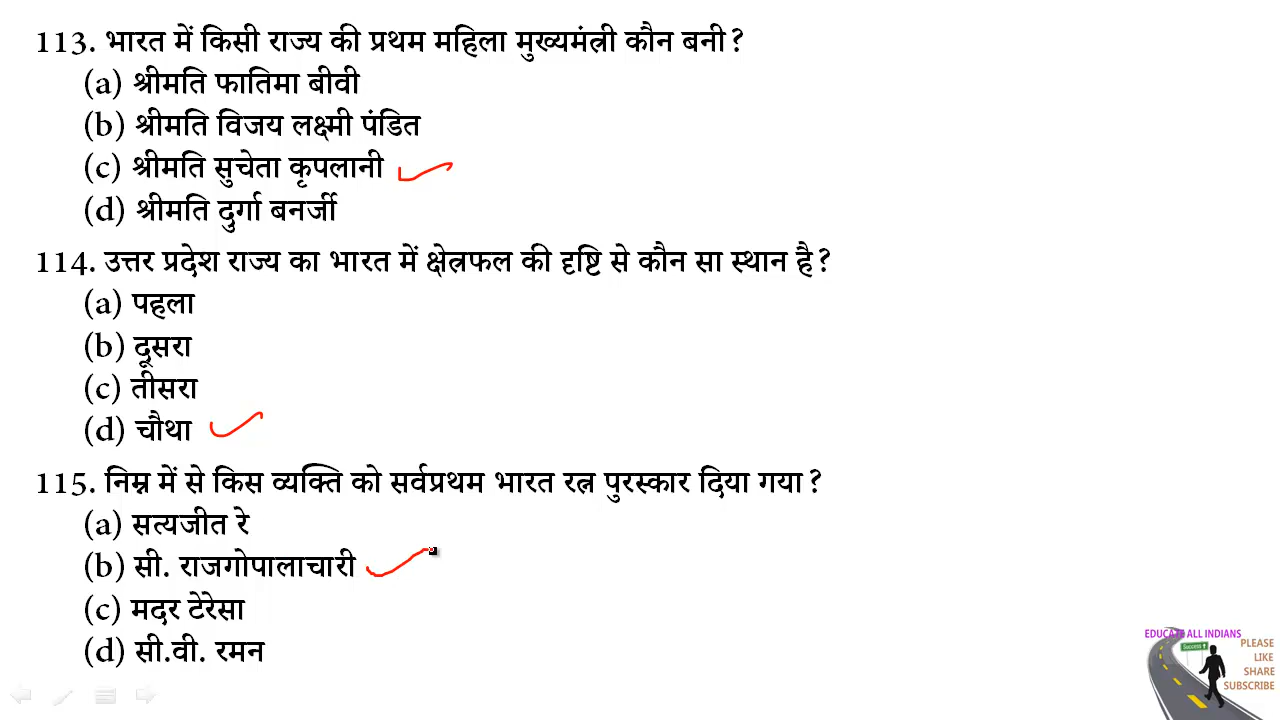 113. भारत में किसी राज्य की प्रथम महिला मुख्यमंत्री कौन बनी?
(a) श्रीमति फातिमा बीवी
(b) श्रीमति विजय लक्ष्मी पंडित
(c) श्रीमति सुचेता कृपलानी
(d) श्रीमति दुर्गा बनर्जी
114. उत्तर प्रदेश राज्य का भारत में क्षेत्रफल की दृष्टि से कौन सा स्थान है?
(a) पहला
(b) दूसरा
(c) तीसरा
(d) चौथा
115. निम्न में से किस व्यक्ति को सर्वप्रथम भारत रत्न पुरस्कार दिया गया?
(a) सत्यजीत रे
(b) सी. राजगोपालाचारी
(c) मदर टेरेसा
(d) सी.वी. रमन
EDUCATE ALL INDIANS
Success
PLEASE
LIKE
SHARE
SUBSCRIBE